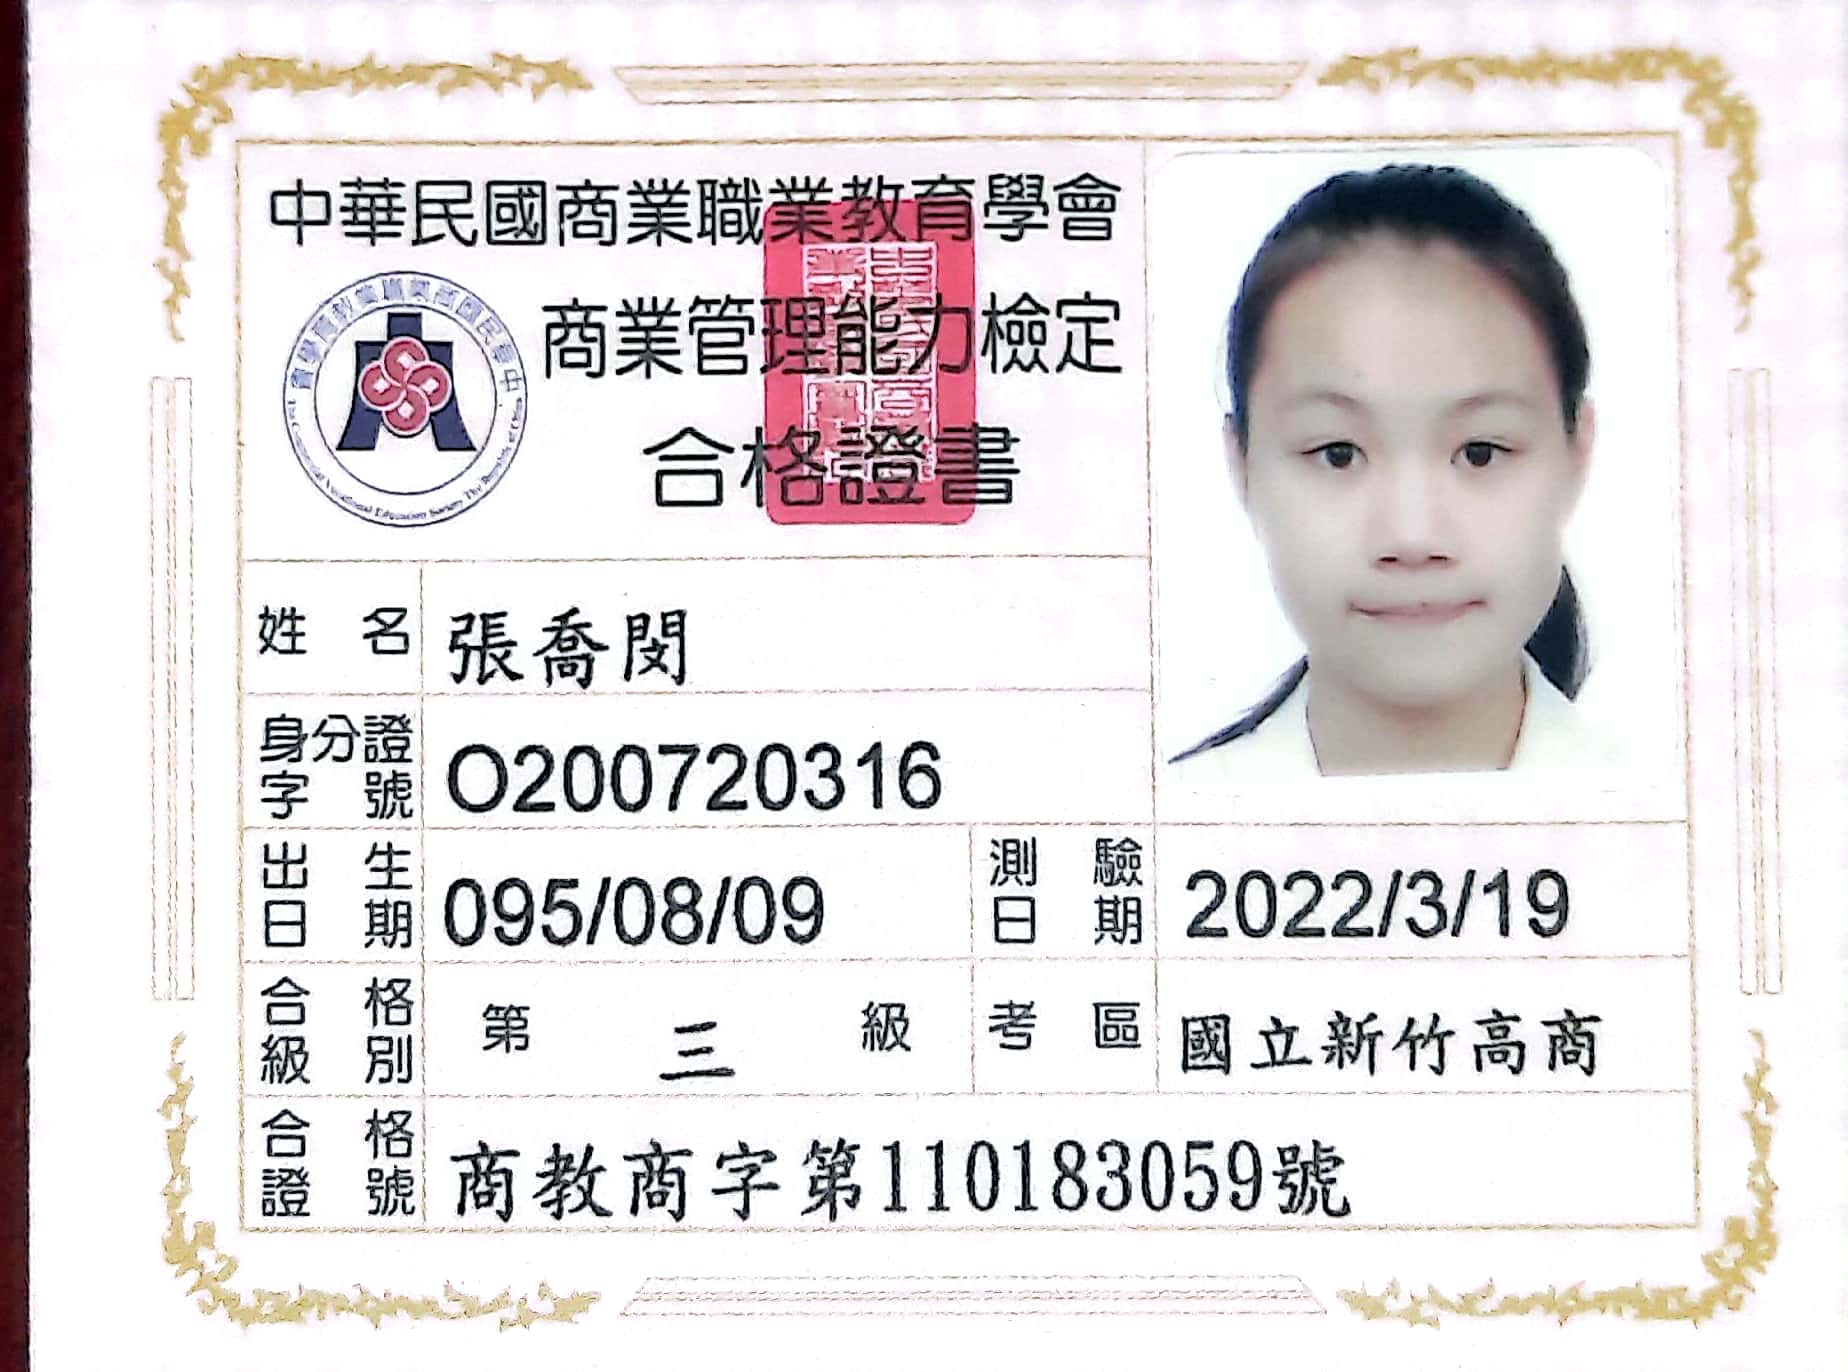 中華民國商業職業教育學會
商業管理能力檢定
合格證書
中華民國商業職業教育學會
The Commercial Vocational Education Society The Republic of China
姓名 張喬閔
身分證字號 O200720316
出生日期 095/08/09 測驗日期 2022/3/19
合格級別 第三級 考區 國立新竹高商
合格證號 商教商字第110183059號